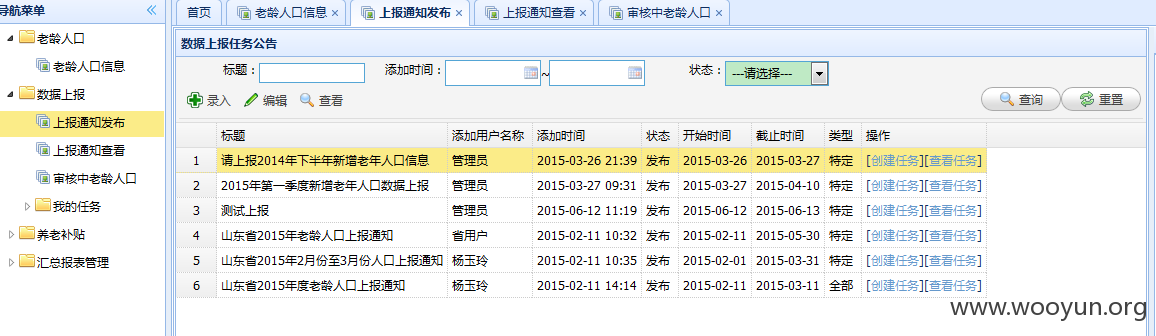 导航菜单
老龄人口
老龄人口信息
数据上报
上报通知发布
上报通知查看
审核中老龄人口
我的任务
养老补贴
汇总报表管理
首页 老龄人口信息 上报通知发布 上报通知查看 审核中老龄人口
数据上报任务公告
标题： 添加时间： ~ 状态： ---请选择---
录入 编辑 查看 查询 重置
标题 添加用户名称 添加时间 状态 开始时间 截止时间 类型 操作
1 请上报2014年下半年新增老年人口信息 管理员 2015-03-26 21:39 发布 2015-03-26 2015-03-27 特定 [创建任务][查看任务]
2 2015年第一季度新增老年人口数据上报 管理员 2015-03-27 09:31 发布 2015-03-27 2015-04-10 特定 [创建任务][查看任务]
3 测试上报 管理员 2015-06-12 11:19 发布 2015-06-12 2015-06-13 特定 [创建任务][查看任务]
4 山东省2015年老龄人口上报通知 省用户 2015-02-11 10:32 发布 2015-02-11 2015-05-30 特定 [创建任务][查看任务]
5 山东省2015年2月份至3月份人口上报通知 杨玉玲 2015-02-11 10:35 发布 2015-02-01 2015-03-31 特定 [创建任务][查看任务]
6 山东省2015年度老龄人口上报通知 杨玉玲 2015-02-11 14:14 发布 2015-02-11 2015-03-11 全部 [创建任务][查看任务]
www.wooyun.org